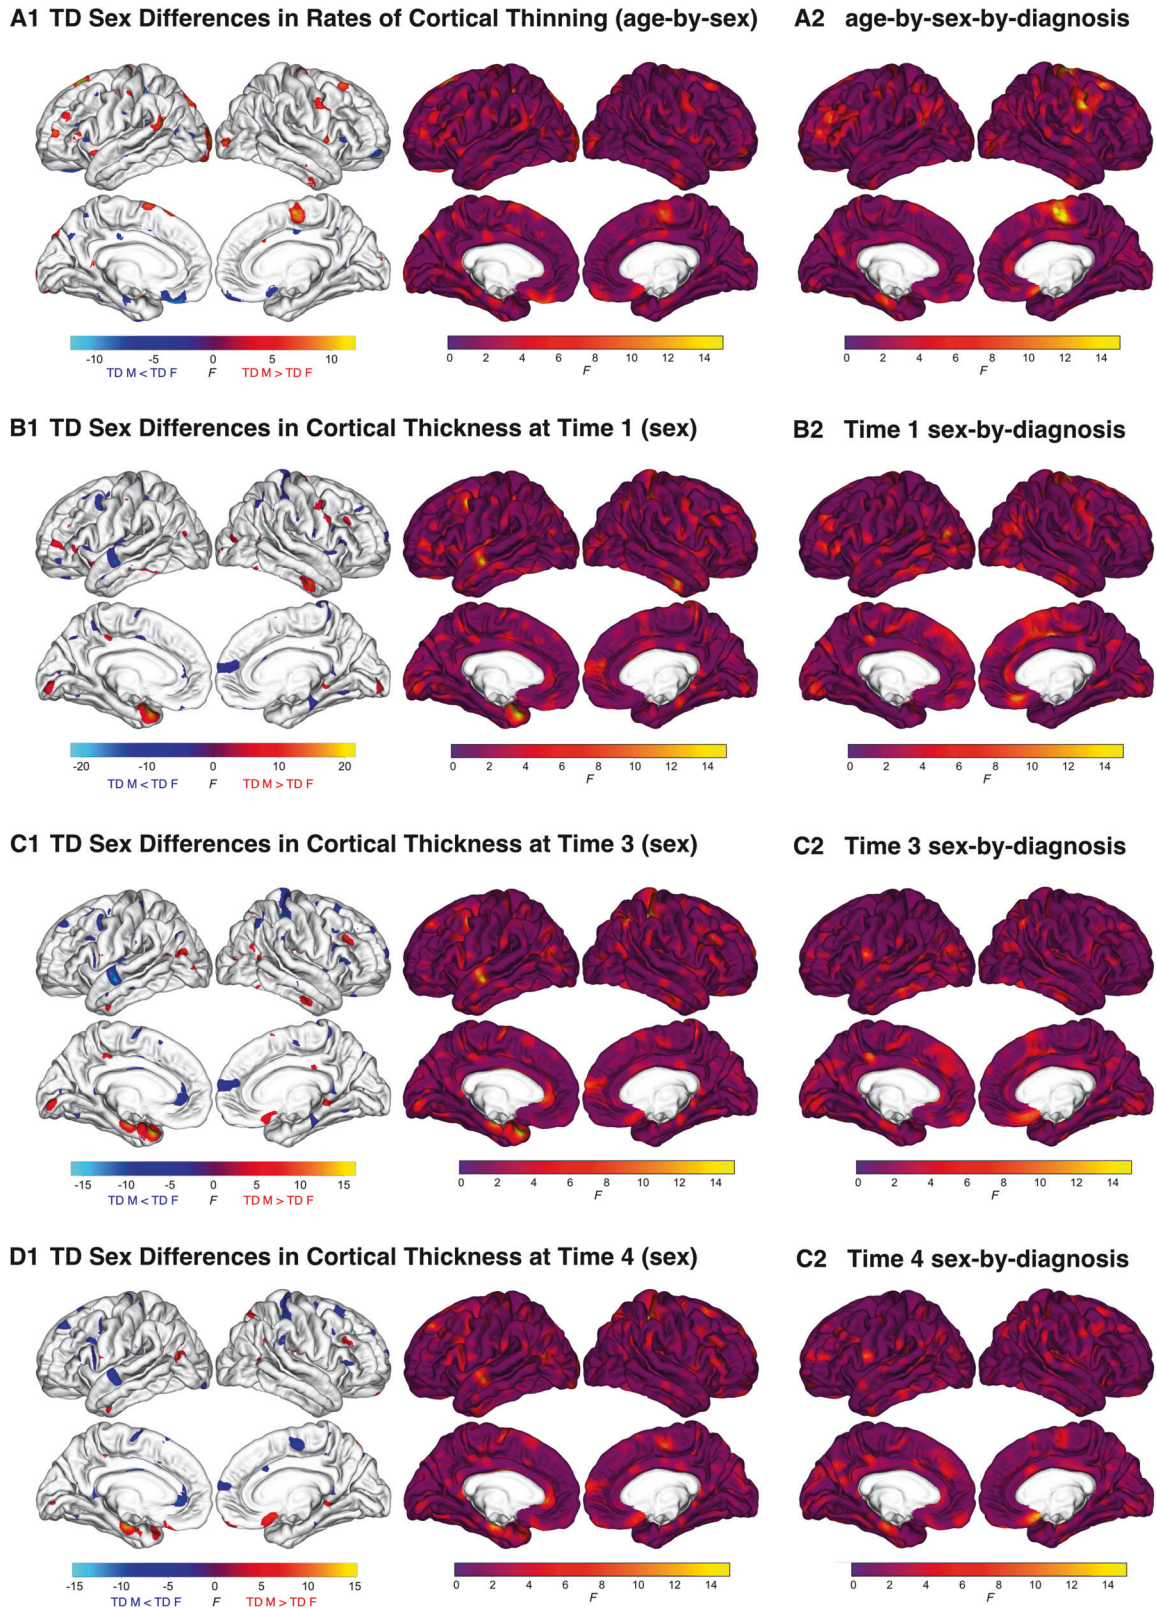 A1 TD Sex Differences in Rates of Cortical Thinning (age-by-sex)
A2 age-by-sex-by-diagnosis
-10 -5 0 5 10
TD M < TD F F TD M > TD F
0 2 4 6 8 10 12 14
F
0 2 4 6 8 10 12 14
F
B1 TD Sex Differences in Cortical Thickness at Time 1 (sex)
B2 Time 1 sex-by-diagnosis
-20 -10 0 10 20
TD M < TD F F TD M > TD F
0 2 4 6 8 10 12 14
F
0 2 4 6 8 10 12 14
F
C1 TD Sex Differences in Cortical Thickness at Time 3 (sex)
C2 Time 3 sex-by-diagnosis
-15 -10 -5 0 5 10 15
TD M < TD F F TD M > TD F
0 2 4 6 8 10 12 14
F
0 2 4 6 8 10 12 14
F
D1 TD Sex Differences in Cortical Thickness at Time 4 (sex)
C2 Time 4 sex-by-diagnosis
-15 -10 -5 0 5 10 15
TD M < TD F F TD M > TD F
0 2 4 6 8 10 12 14
F
0 2 4 6 8 10 12 14
F